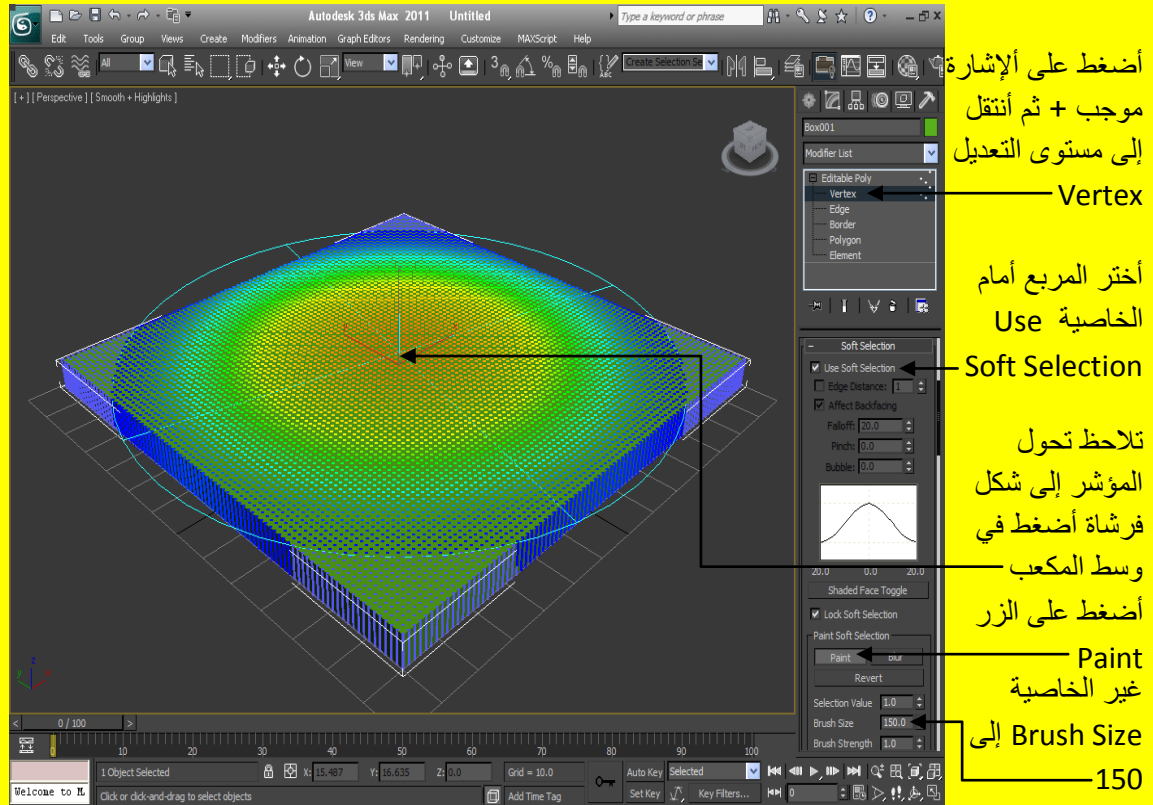 Autodesk 3ds Max 2011 Untitled
Type a keyword or phrase
Edit Tools Group Views Create Modifiers Animation Graph Editors Rendering Customize MAXScript Help
All
View
Create Selection Se
[ + ] [ Perspective ] [ Smooth + Highlights ]
Box001
Modifier List
Editable Poly
Vertex
Edge
Border
Polygon
Element
Soft Selection
Use Soft Selection
Edge Distance: 1
Affect Backfacing
Falloff: 20.0
Pinch: 0.0
Bubble: 0.0
20.0 0.0 20.0
Shaded Face Toggle
Lock Soft Selection
Paint Soft Selection
Paint Blur
Revert
Selection Value 1.0
Brush Size 150.0
Brush Strength 1.0
أضغط على ألإشارة
موجب + ثم أنتقل
إلى مستوى التعديل
Vertex
أختر المربع أمام
الخاصية Use
Soft Selection
تلاحظ تحول
المؤشر إلى شكل
فرشاة أضغط في
وسط المكعب
أضغط على الزر
Paint
غير الخاصية
Brush Size إلى
150
z
y
x
< 0 / 100 >
0 10 20 30 40 50 60 70 80 90 100
1 Object Selected X: 15.487 Y: 16.635 Z: 0.0 Grid = 10.0 Auto Key Selected
Welcome to M. Click or click-and-drag to select objects Add Time Tag Set Key Key Filters... 0